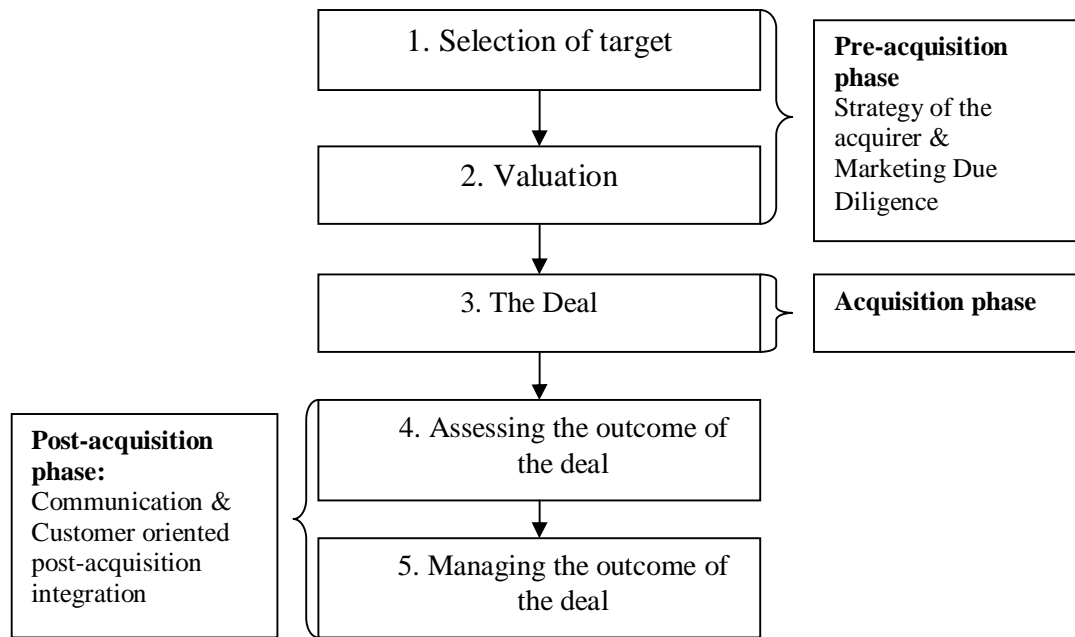 1. Selection of target
Pre-acquisition
phase
Strategy of the
acquirer &
Marketing Due
Diligence
2. Valuation
3. The Deal
Acquisition phase
4. Assessing the outcome of
the deal
Post-acquisition
phase:
Communication &
Customer oriented
post-acquisition
integration
5. Managing the outcome of
the deal